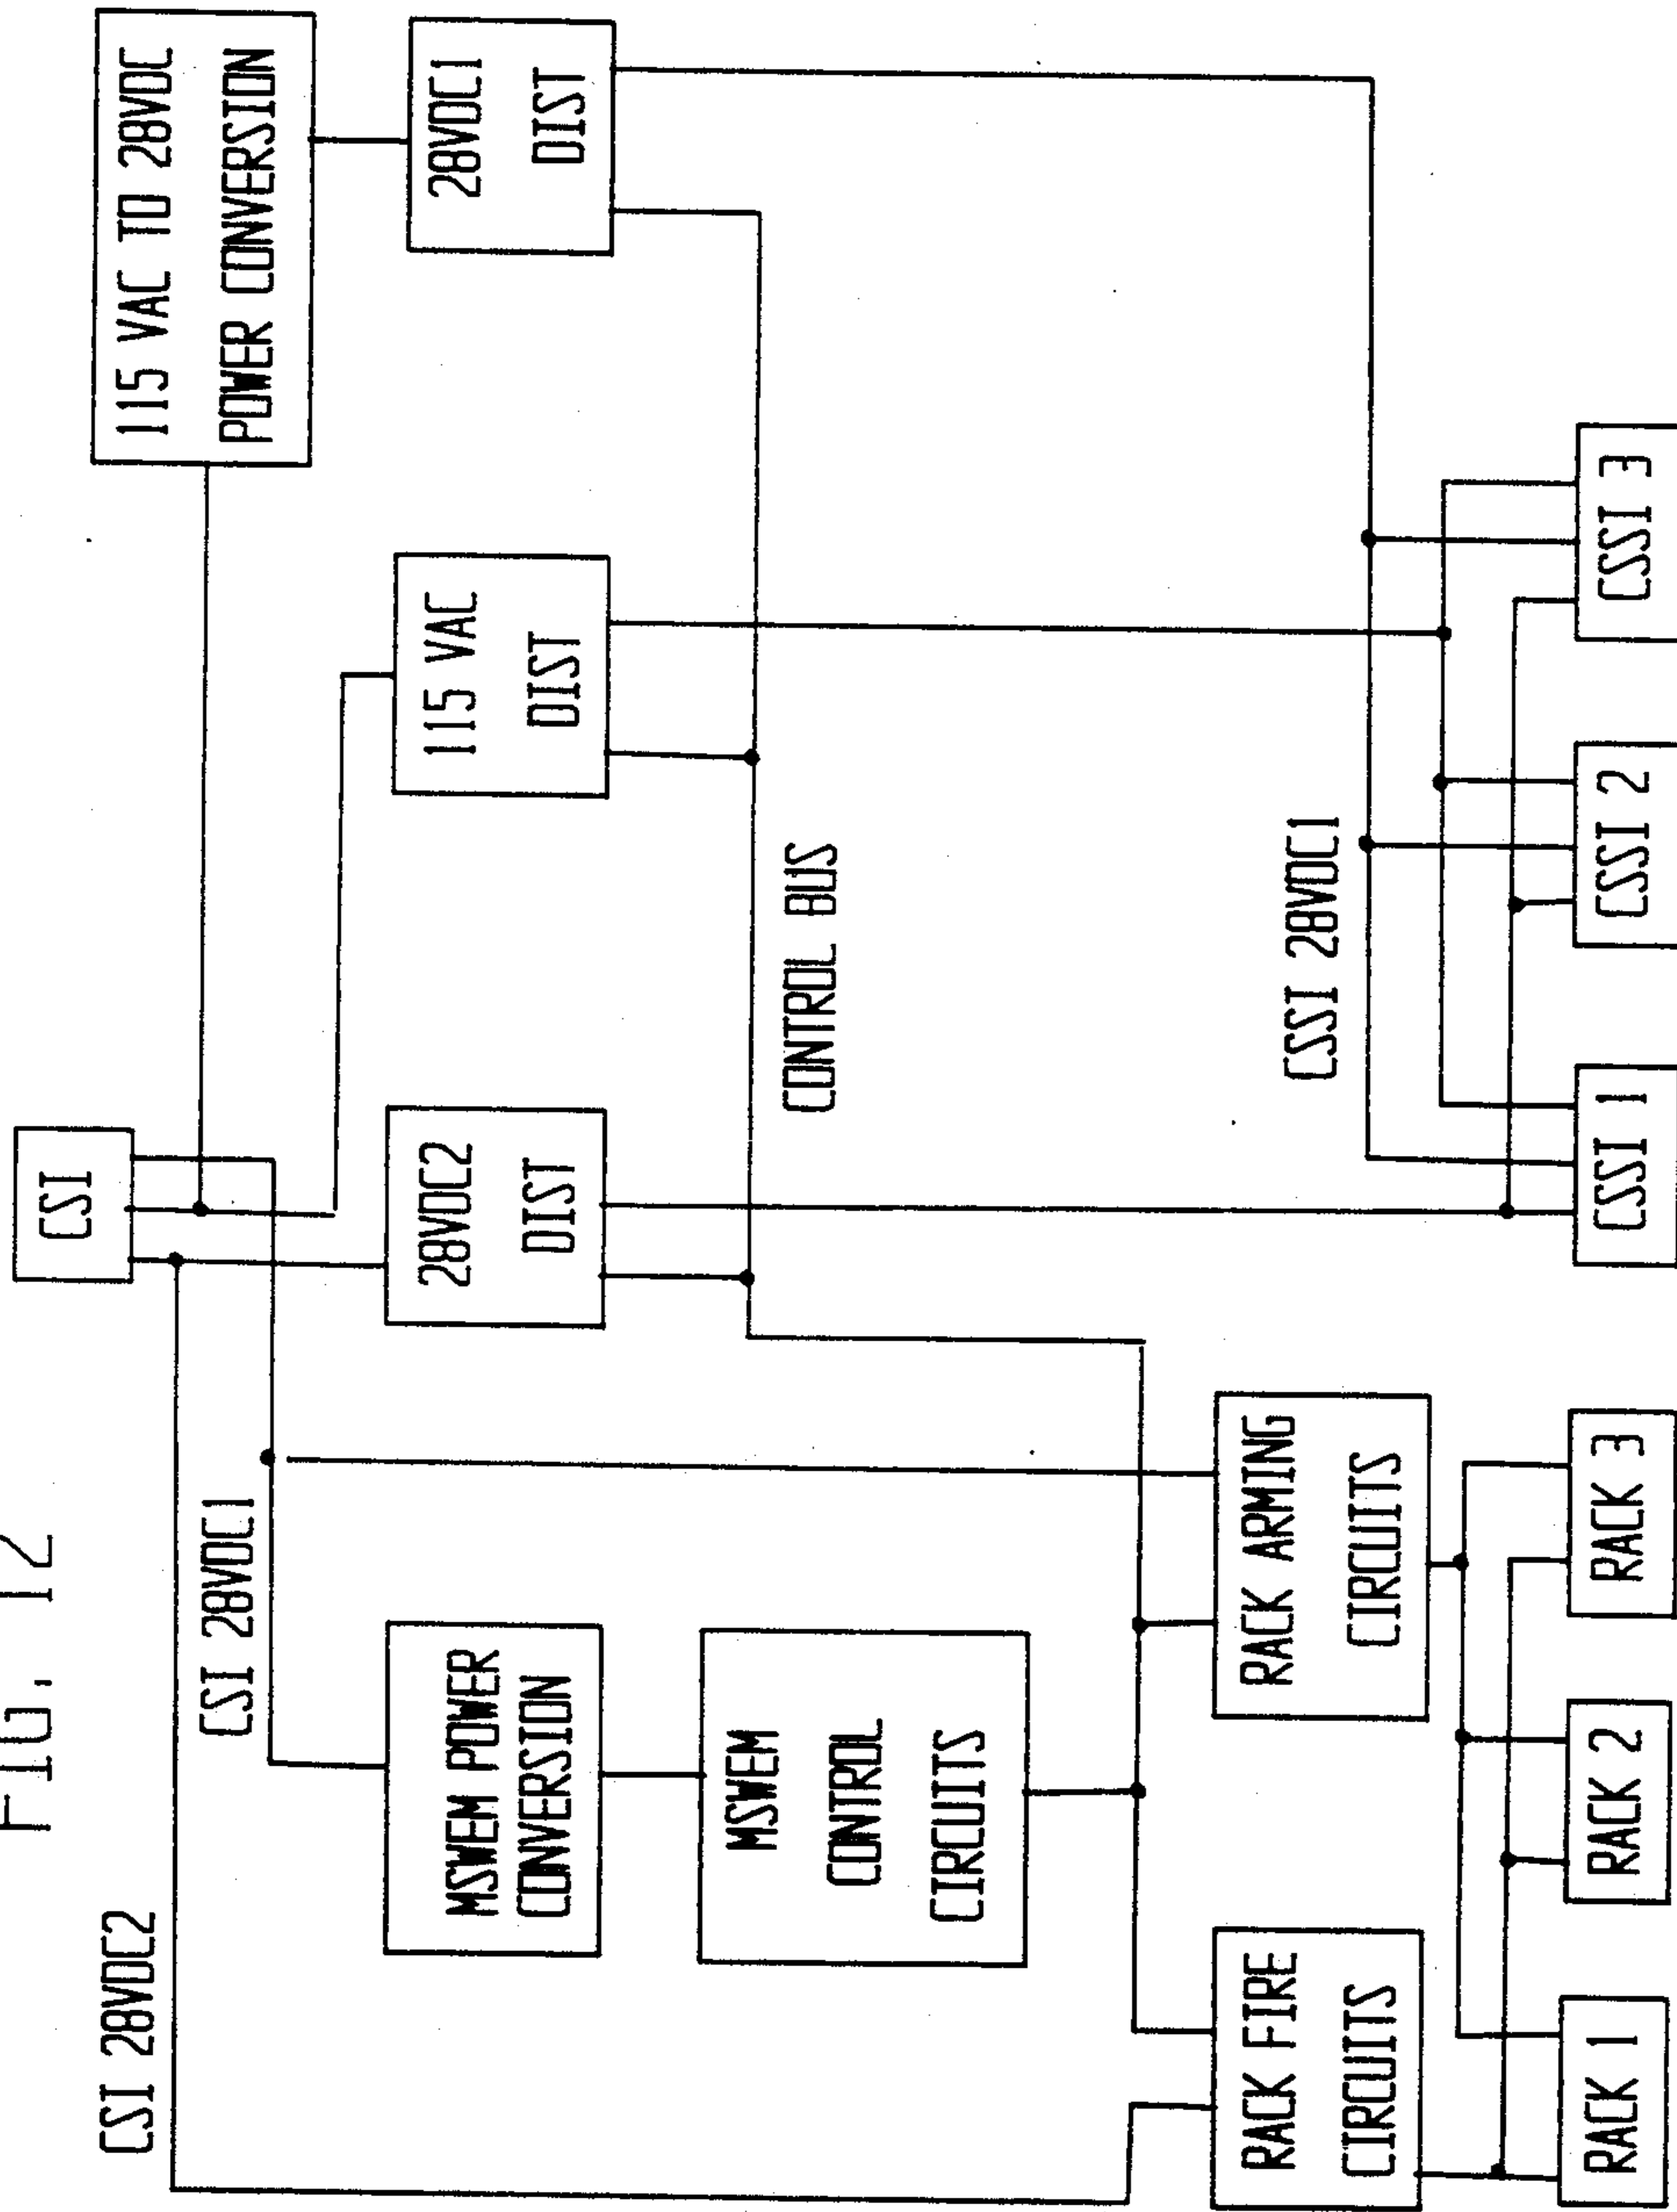 FIG. 12
CSI
115 VAC TO 28VDC
POWER CONVERSION
CSI 28VDC2
CSI 28VDC1
MSWEM POWER
CONVERSION
28VDC2
DIST
115 VAC
DIST
28VDC1
DIST
MSWEM
CONTROL
CIRCUITS
CONTROL BUS
RACK FIRE
CIRCUITS
RACK ARMING
CIRCUITS
CSSI 28VDC1
RACK 1
RACK 2
RACK 3
CSSI 1
CSSI 2
CSSI 3